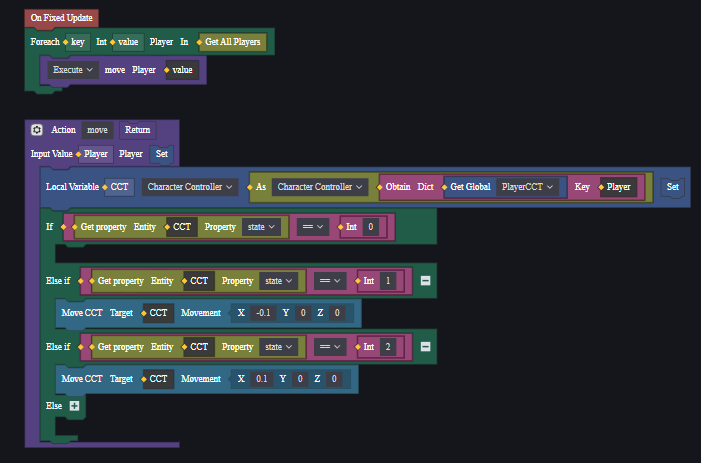 On Fixed Update
Foreach key Int value Player In Get All Players
Execute move Player value
Action move Return
Input Value Player Player Set
Local Variable CCT Character Controller As Character Controller Obtain Dict Get Global PlayerCCT Key Player Set
If Get property Entity CCT Property state == Int 0
Else if Get property Entity CCT Property state == Int 1
Move CCT Target CCT Movement X -0.1 Y 0 Z 0
Else if Get property Entity CCT Property state == Int 2
Move CCT Target CCT Movement X 0.1 Y 0 Z 0
Else